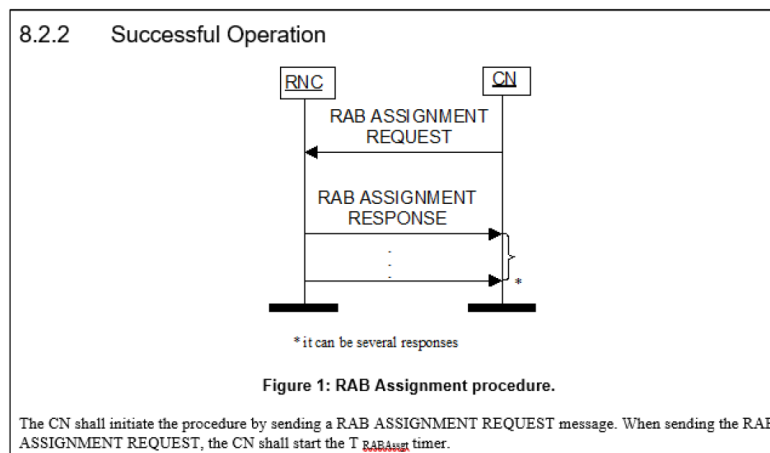 8.2.2 Successful Operation
RNC
CN
RAB ASSIGNMENT
REQUEST
RAB ASSIGNMENT
RESPONSE
*
* it can be several responses
Figure 1: RAB Assignment procedure.
The CN shall initiate the procedure by sending a RAB ASSIGNMENT REQUEST message. When sending the RAB
ASSIGNMENT REQUEST, the CN shall start the T RABAssgt timer.